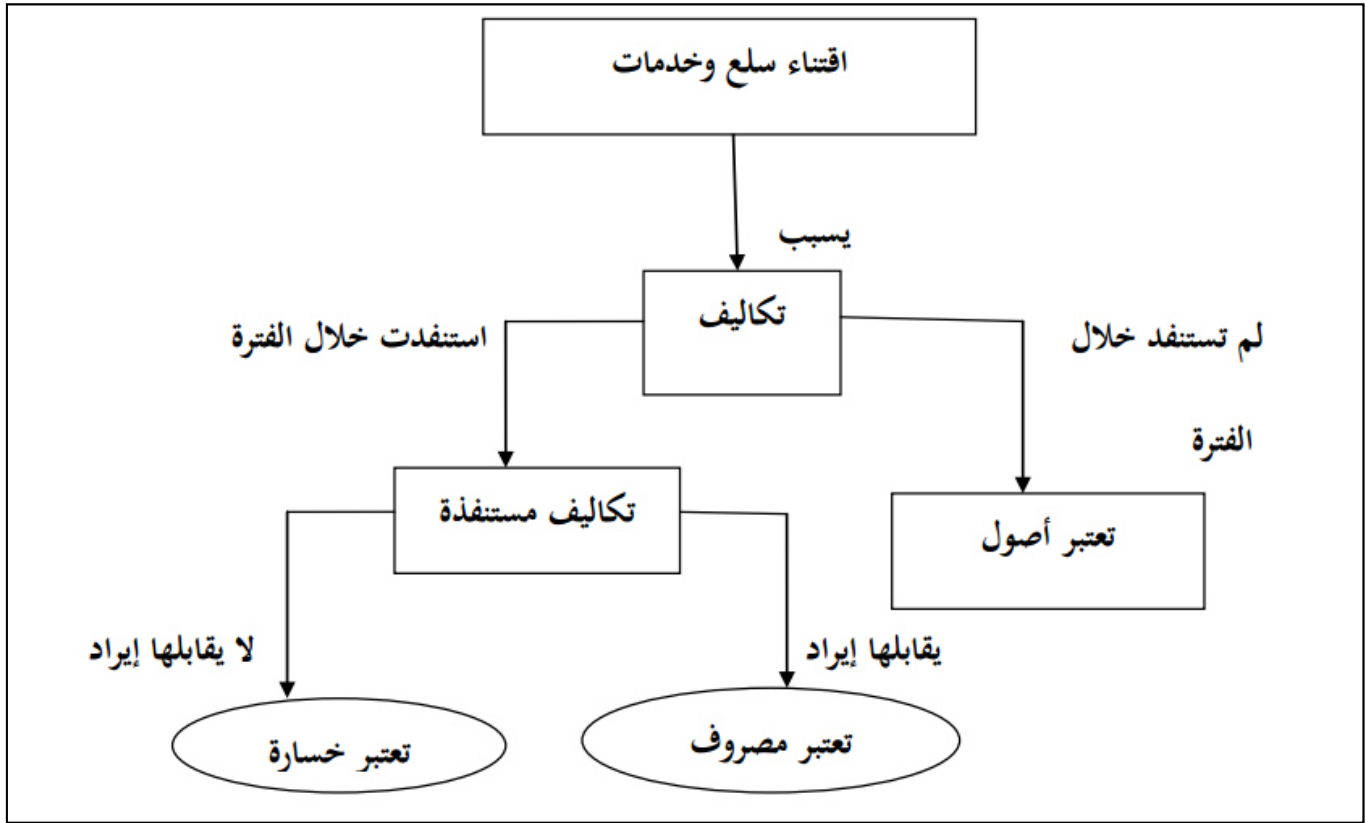 اقتناء سلع وخدمات
يسبب
تكاليف
لم تستنفد خلال
الفترة
استنفدت خلال الفترة
تعتبر أصول
تكاليف مستنفذة
يقابلها إيراد
لا يقابلها إيراد
تعتبر مصروف
تعتبر خسارة